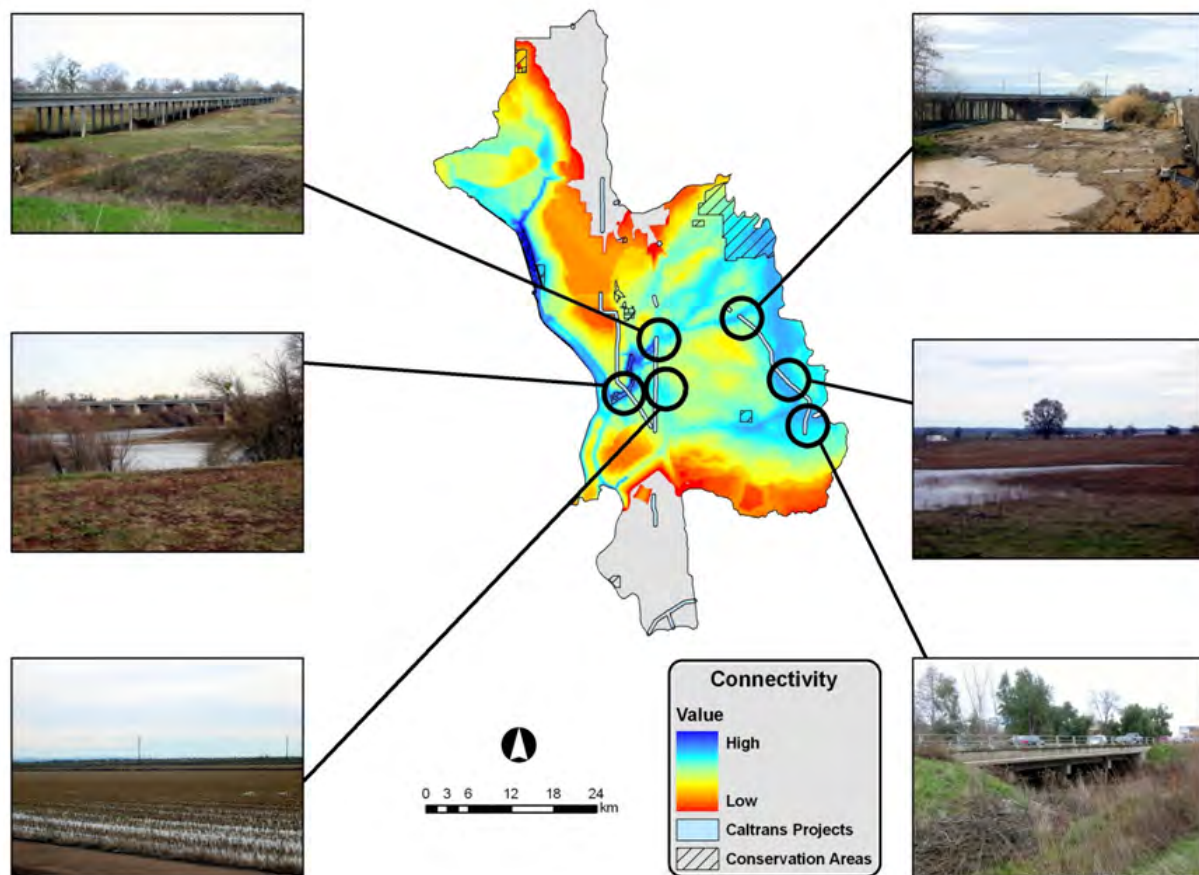 Connectivity
Value
High
Low
Caltrans Projects
Conservation Areas
0 3 6 12 18 24
km